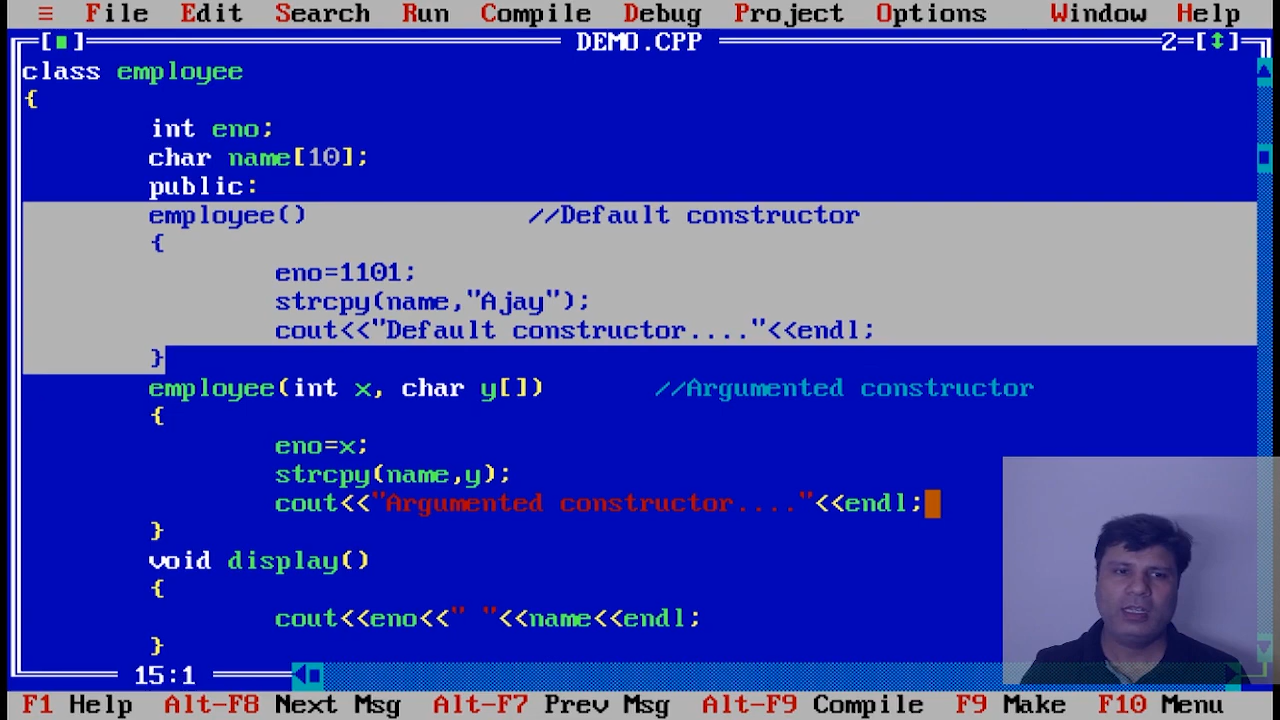 ≡ File Edit Search Run Compile Debug Project Options Window Help
[■] DEMO.CPP 2=[↕]
class employee
{
int eno;
char name[10];
public:
employee() //Default constructor
{
eno=1101;
strcpy(name,"Ajay");
cout<<"Default constructor...."<<endl;
}
employee(int x, char y[]) //Argumented constructor
{
eno=x;
strcpy(name,y);
cout<<"Argumented constructor...."<<endl;
}
void display()
{
cout<<eno<<" "<<name<<endl;
}
15:1
F1 Help Alt-F8 Next Msg Alt-F7 Prev Msg Alt-F9 Compile F9 Make F10 Menu